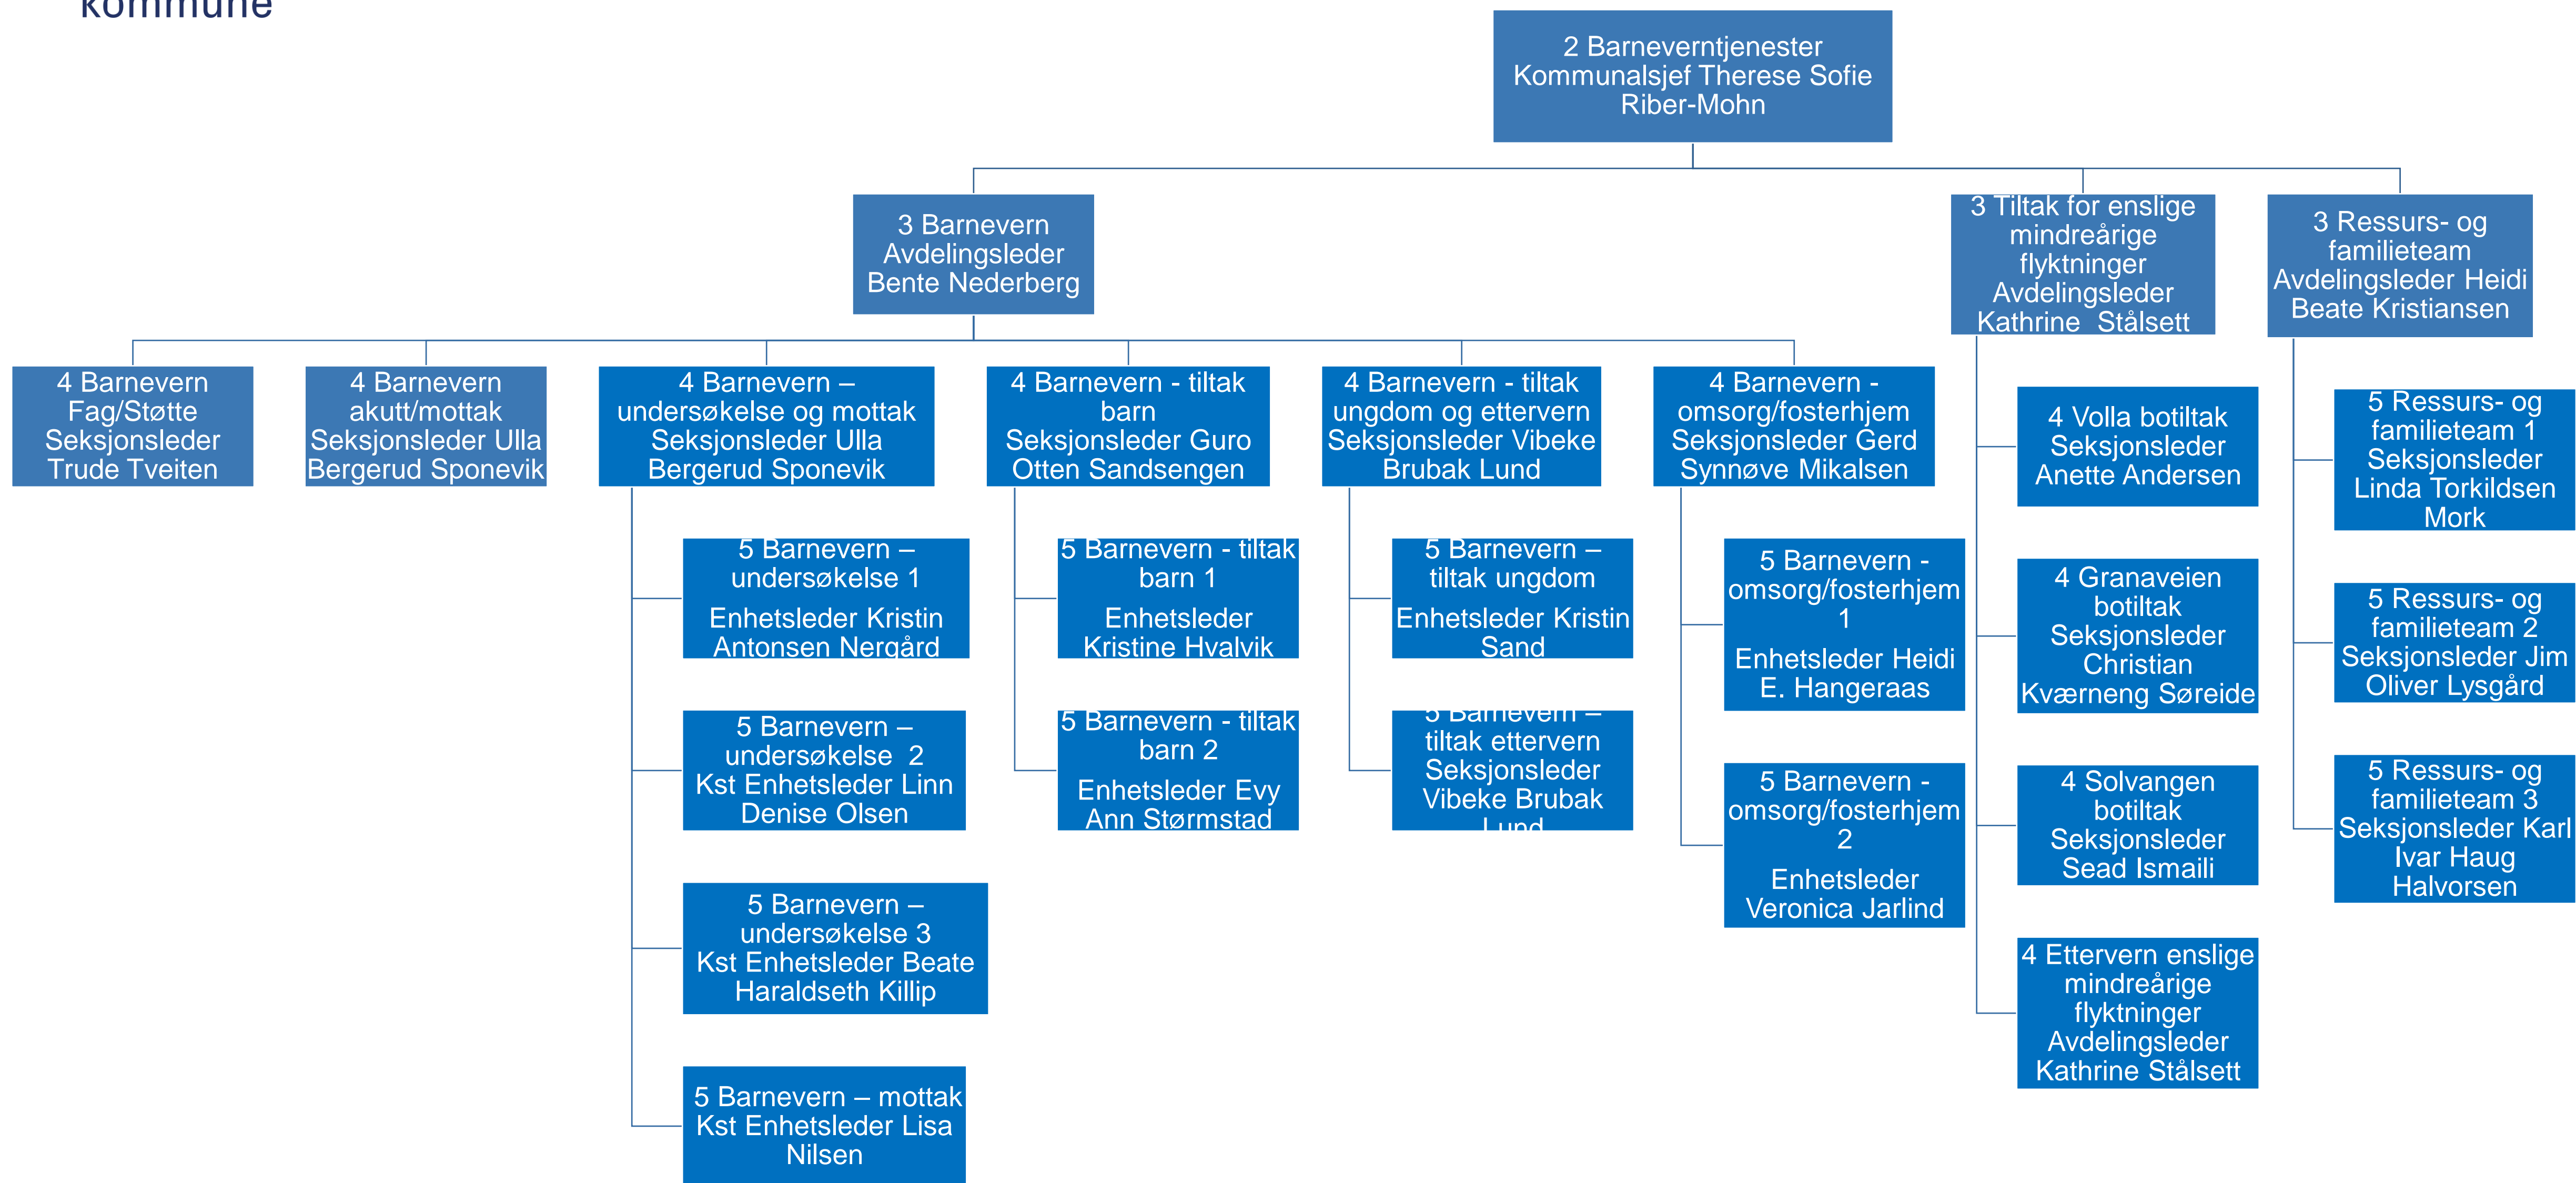 kommune
2 Barneverntjenester
Kommunalsjef Therese Sofie
Riber-Mohn
3 Barnevern
Avdelingsleder
Bente Nederberg
3 Tiltak for enslige
mindreårige
flyktninger
Avdelingsleder
Kathrine  Stålsett
3 Ressurs- og
familieteam
Avdelingsleder Heidi
Beate Kristiansen
4 Barnevern
Fag/Støtte
Seksjonsleder
Trude Tveiten
4 Barnevern
akutt/mottak
Seksjonsleder Ulla
Bergerud Sponevik
4 Barnevern –
undersøkelse og mottak
Seksjonsleder Ulla
Bergerud Sponevik
5 Barnevern –
undersøkelse 1
Enhetsleder Kristin
Antonsen Nergård
5 Barnevern –
undersøkelse  2
Kst Enhetsleder Linn
Denise Olsen
5 Barnevern –
undersøkelse 3
Kst Enhetsleder Beate
Haraldseth Killip
5 Barnevern – mottak
Kst Enhetsleder Lisa
Nilsen
4 Barnevern - tiltak
barn
Seksjonsleder Guro
Otten Sandsengen
5 Barnevern - tiltak
barn 1
Enhetsleder
Kristine Hvalvik
5 Barnevern - tiltak
barn 2
Enhetsleder Evy
Ann Størmstad
4 Barnevern - tiltak
ungdom og ettervern
Seksjonsleder Vibeke
Brubak Lund
5 Barnevern –
tiltak ungdom
Enhetsleder Kristin
Sand
5 Barnevern –
tiltak ettervern
Seksjonsleder
Vibeke Brubak
Lund
4 Barnevern -
omsorg/fosterhjem
Seksjonsleder Gerd
Synnøve Mikalsen
5 Barnevern -
omsorg/fosterhjem
1
Enhetsleder Heidi
E. Hangeraas
5 Barnevern -
omsorg/fosterhjem
2
Enhetsleder
Veronica Jarlind
4 Volla botiltak
Seksjonsleder
Anette Andersen
4 Granaveien
botiltak
Seksjonsleder
Christian
Kværneng Søreide
4 Solvangen
botiltak
Seksjonsleder
Sead Ismaili
4 Ettervern enslige
mindreårige
flyktninger
Avdelingsleder
Kathrine Stålsett
5 Ressurs- og
familieteam 1
Seksjonsleder
Linda Torkildsen
Mork
5 Ressurs- og
familieteam 2
Seksjonsleder Jim
Oliver Lysgård
5 Ressurs- og
familieteam 3
Seksjonsleder Karl
Ivar Haug
Halvorsen